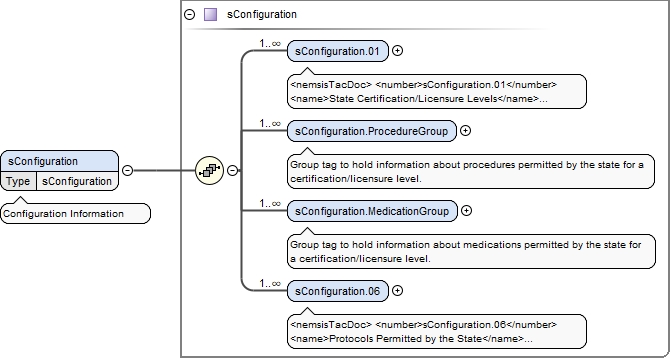 sConfiguration
1..∞
sConfiguration.01
<nemsisTacDoc> <number>sConfiguration.01</number>
<name>State Certification/Licensure Levels</name>...
1..∞
sConfiguration.ProcedureGroup
Group tag to hold information about procedures permitted by the state for a
certification/licensure level.
sConfiguration
Type sConfiguration
Configuration Information
1..∞
sConfiguration.MedicationGroup
Group tag to hold information about medications permitted by the state for
a certification/licensure level.
1..∞
sConfiguration.06
<nemsisTacDoc> <number>sConfiguration.06</number>
<name>Protocols Permitted by the State</name>...